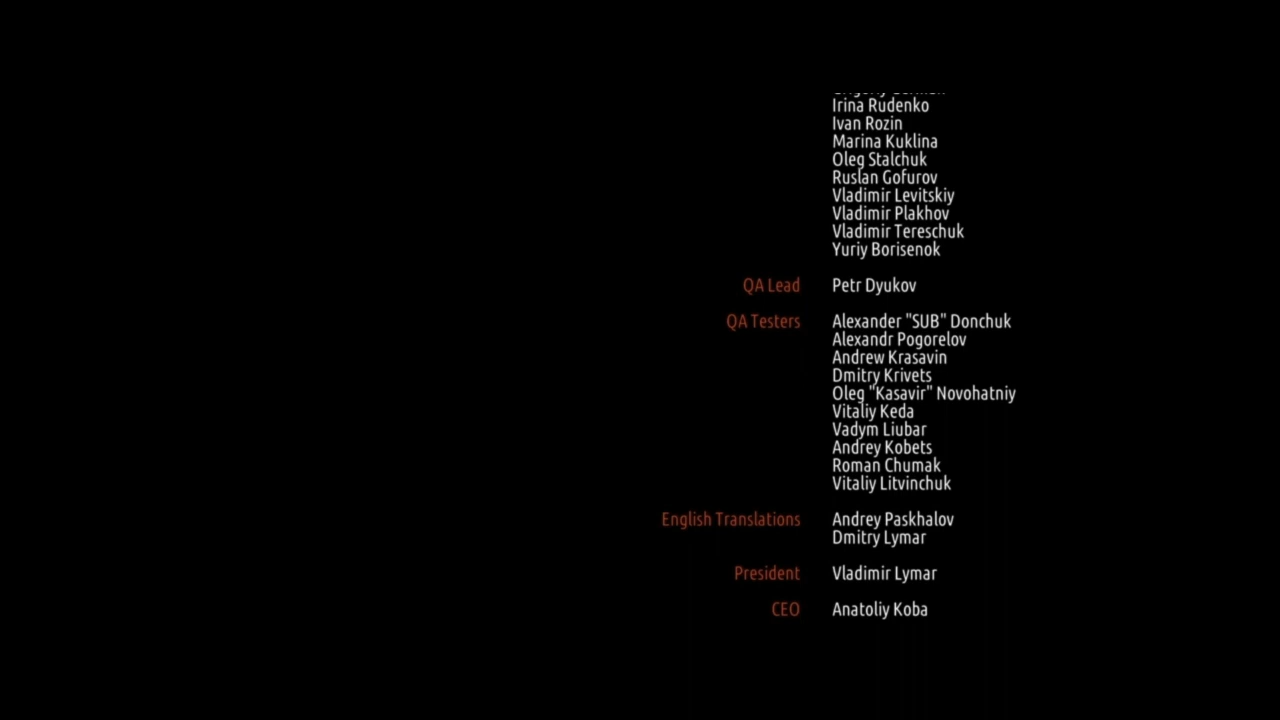 Irina Rudenko
Ivan Rozin
Marina Kuklina
Oleg Stalchuk
Ruslan Gofurov
Vladimir Levitskiy
Vladimir Plakhov
Vladimir Tereschuk
Yuriy Borisenok
QA Lead Petr Dyukov
QA Testers Alexander "SUB" Donchuk
Alexandr Pogorelov
Andrew Krasavin
Dmitry Krivets
Oleg "Kasavir" Novohatniy
Vitaliy Keda
Vadym Liubar
Andrey Kobets
Roman Chumak
Vitaliy Litvinchuk
English Translations Andrey Paskhalov
Dmitry Lymar
President Vladimir Lymar
CEO Anatoliy Koba